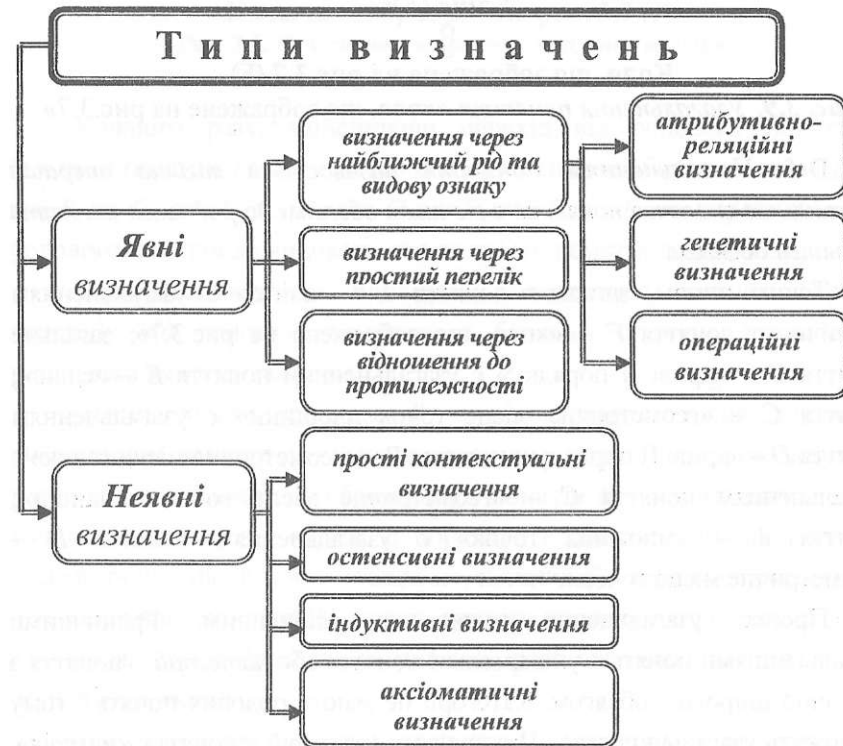 Типи визначень
визначення через
найближчий рід та
видову ознаку
атрибутивно-
реляційні
визначення
Явні
визначення
визначення через
простий перелік
генетичні
визначення
визначення через
відношення до
протилежності
операційні
визначення
Неявні
визначення
прості контекстуальні
визначення
остенсивні визначення
індуктивні визначення
аксіоматичні
визначення